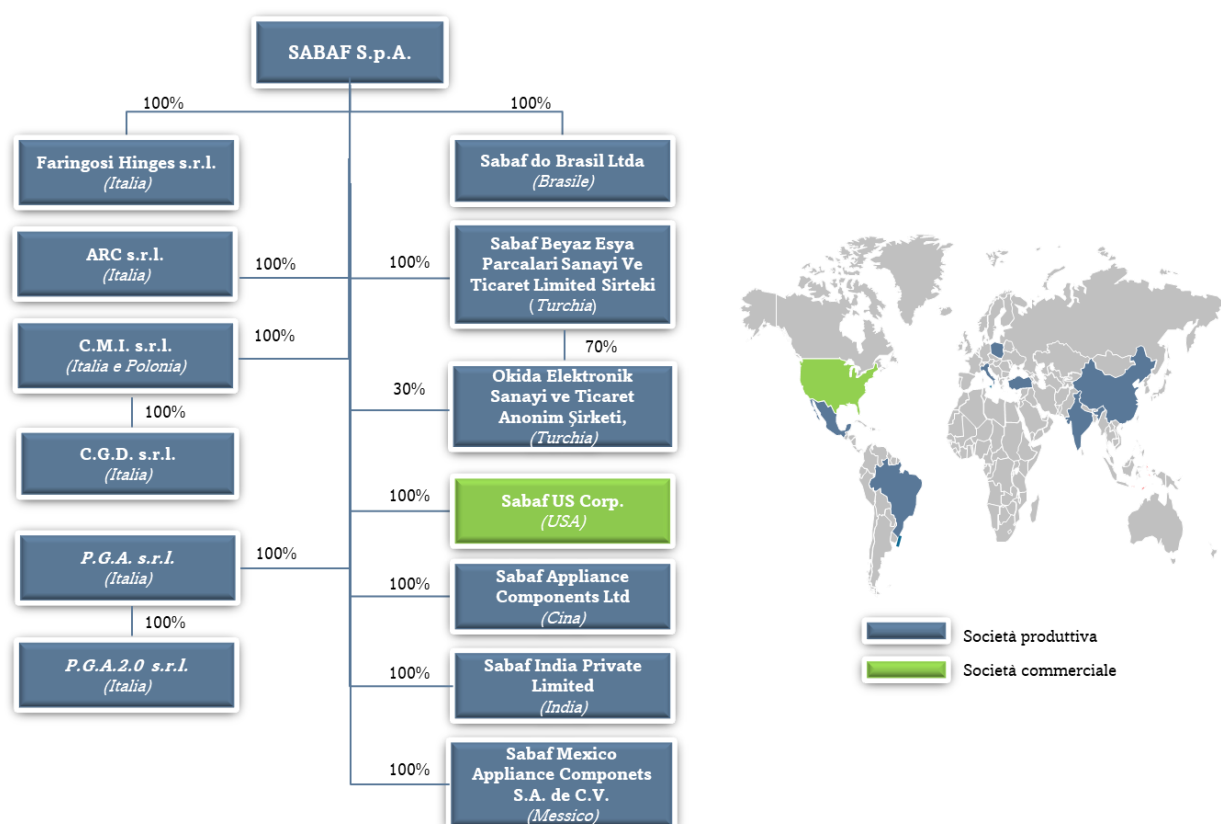 SABAF S.p.A.
100%
100%
Faringosi Hinges s.r.l.
(Italia)
Sabaf do Brasil Ltda
(Brasile)
ARC s.r.l.
(Italia)
100%
100%
Sabaf Beyaz Esya
Parcalari Sanayi Ve
Ticaret Limited Sirteki
(Turchia)
C.M.I. s.r.l.
(Italia e Polonia)
100%
70%
100%
30%
Okida Elektronik
Sanayi ve Ticaret
Anonim Şirketi,
(Turchia)
C.G.D. s.r.l.
(Italia)
100%
Sabaf US Corp.
(USA)
P.G.A. s.r.l.
(Italia)
100%
100%
Sabaf Appliance
Components Ltd
(Cina)
100%
P.G.A.2.0 s.r.l.
(Italia)
100%
Sabaf India Private
Limited
(India)
100%
Sabaf Mexico
Appliance Componets
S.A. de C.V.
(Messico)
Società produttiva
Società commerciale